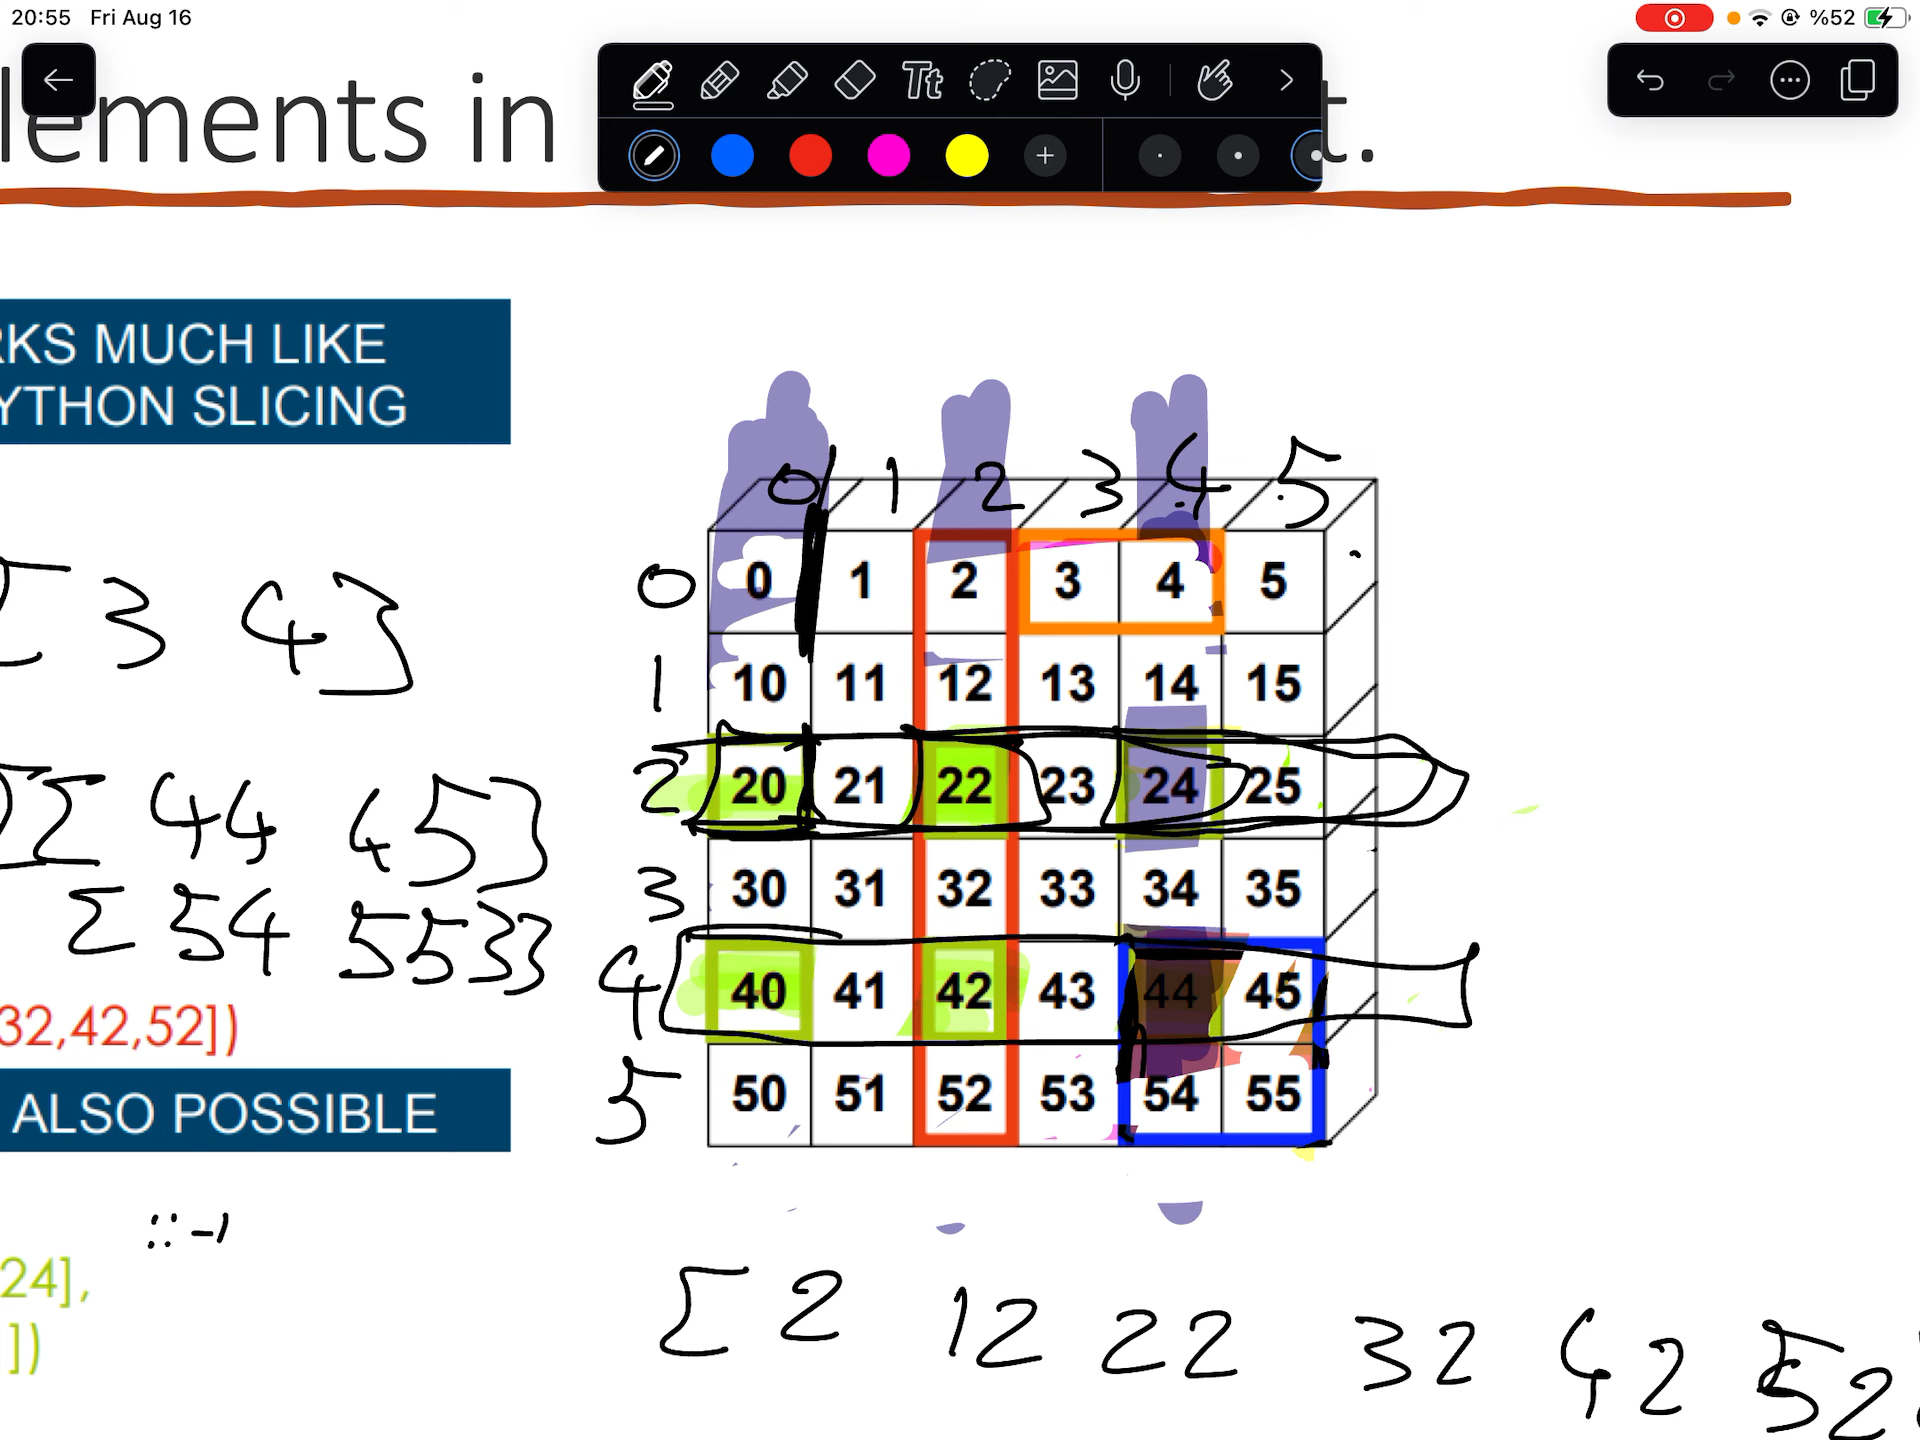 20:55 Fri Aug 16
%52
Tt
lements in
t.
RKS MUCH LIKE
YTHON SLICING
0 1 2 3 4 5
0 0 1 2 3 4 5
[ 3 4]
1 10 11 12 13 14 15
2 20 21 22 23 24 25
[[ 44 45]
3 30 31 32 33 34 35
[ 54 55]]
4 40 41 42 43 44 45
32,42,52])
5 50 51 52 53 54 55
ALSO POSSIBLE
::-1
24],
])
[ 2 12 22 32 42 52